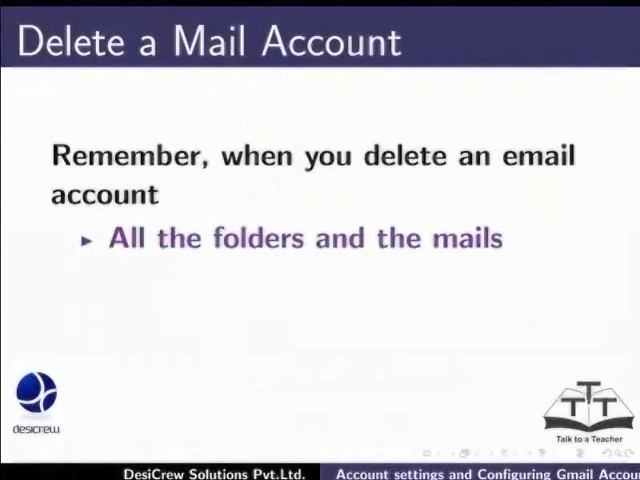 Delete a Mail Account
Remember, when you delete an email
account
All the folders and the mails
desicrew
TTT
Talk to a Teacher
DesiCrew Solutions Pvt.Ltd.
Account settings and Configuring Gmail Accou